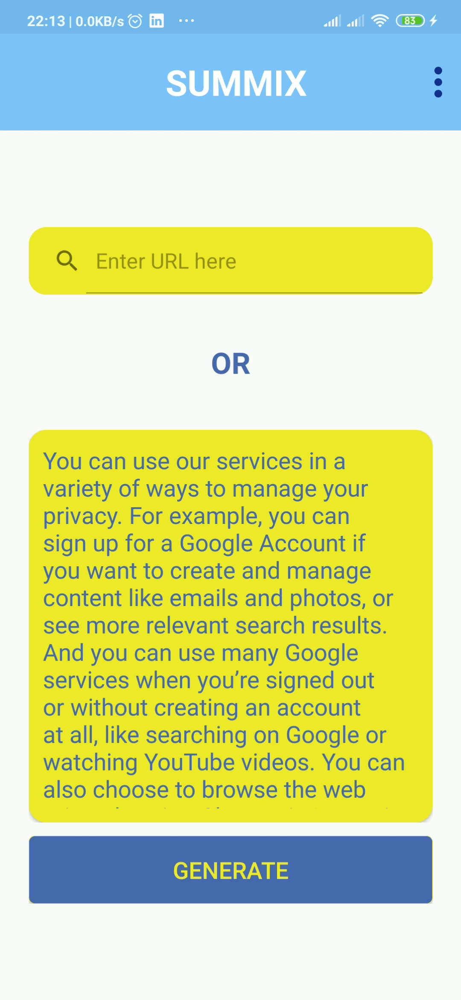 22:13 | 0.0KB/s in ... 83
SUMMIX
Enter URL here
OR
You can use our services in a
variety of ways to manage your
privacy. For example, you can
sign up for a Google Account if
you want to create and manage
content like emails and photos, or
see more relevant search results.
And you can use many Google
services when you’re signed out
or without creating an account
at all, like searching on Google or
watching YouTube videos. You can
also choose to browse the web
GENERATE